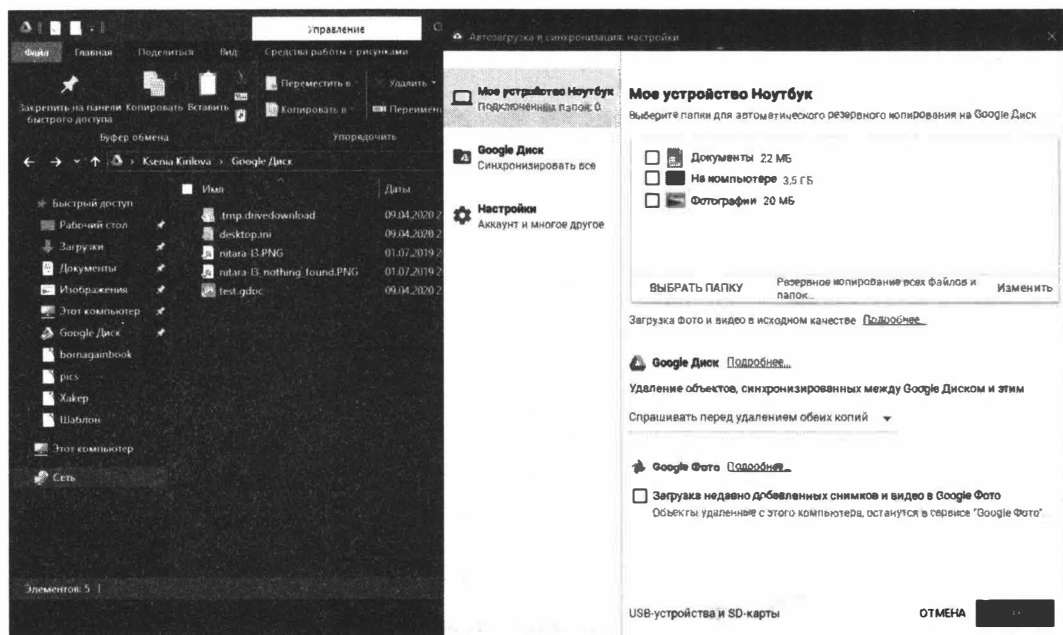 Управление
Файл Главная Поделиться Вид Средства работы с рисунками
Закрепить на панели быстрого доступа
Копировать
Вставить
Переместить в
Копировать в
Удалить
Переимен
Буфер обмена
Упорядочить
Ksenia Kirilova › Google Диск
Имя Даты
.tmp.drivedownload 09.04.2020 2
desktop.ini 09.04.2020 2
nitara-l3.PNG 01.07.2019 2
nitara-l3_nothing_found.PNG 01.07.2019 2
test.gdoc 09.04.2020 2
Быстрый доступ
Рабочий стол
Загрузки
Документы
Изображения
Этот компьютер
Google Диск
bornagainbook
pics
Хакер
Шаблон
Этот компьютер
Сеть
Элементов: 5
Автозагрузка и синхронизация: настройки
Мое устройство Ноутбук
Подключенных папок: 0
Google Диск
Синхронизировать все
Настройки
Аккаунт и многое другое
Мое устройство Ноутбук
Выберите папки для автоматического резервного копирования на Google Диск
Документы 22 МБ
На компьютере 3,5 ГБ
Фотографии 20 МБ
ВЫБРАТЬ ПАПКУ
Резервное копирование всех файлов и
папок...
Изменить
Загрузка фото и видео в исходном качестве Подробнее...
Google Диск Подробнее...
Удаление объектов, синхронизированных между Google Диском и этим
Спрашивать перед удалением обеих копий
Google Фото Подробнее...
Загрузка недавно добавленных снимков и видео в Google Фото
Объекты удаленные с этого компьютера, останутся в сервисе "Google Фото"
USB-устройства и SD-карты
ОТМЕНА